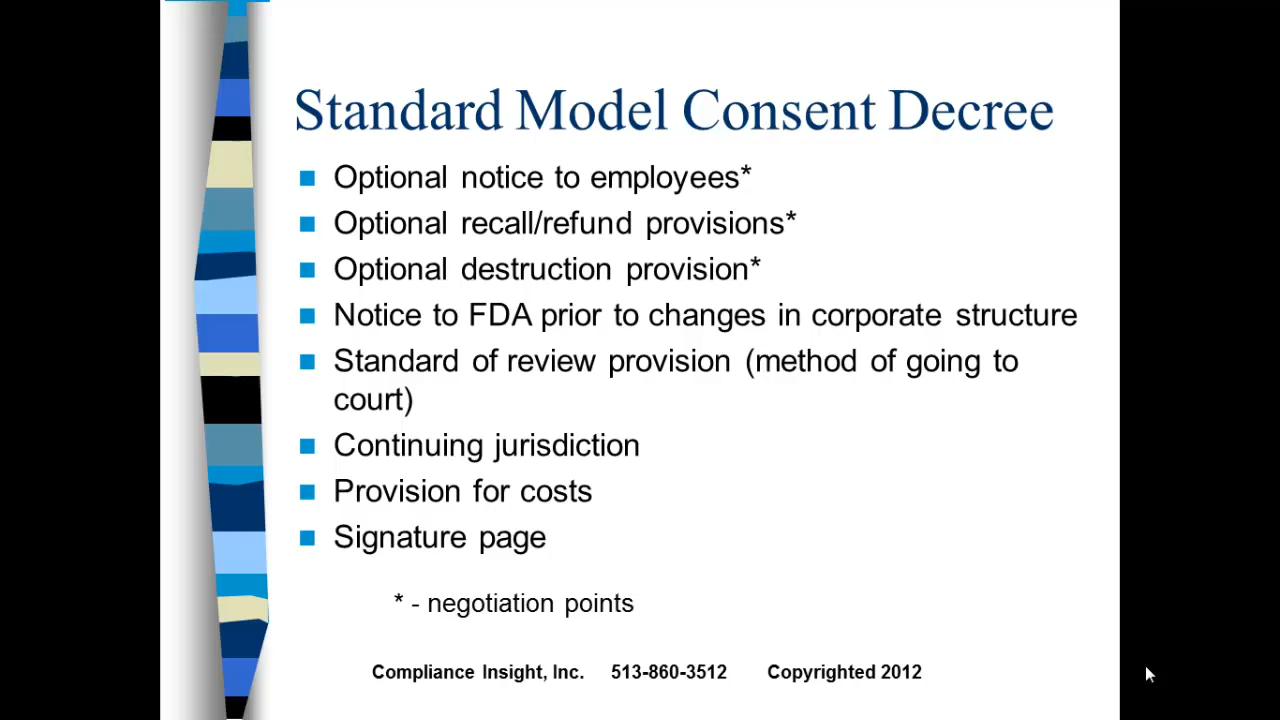 Standard Model Consent Decree
Optional notice to employees*
Optional recall/refund provisions*
Optional destruction provision*
Notice to FDA prior to changes in corporate structure
Standard of review provision (method of going to
court)
Continuing jurisdiction
Provision for costs
Signature page
* - negotiation points
Compliance Insight, Inc. 513-860-3512 Copyrighted 2012